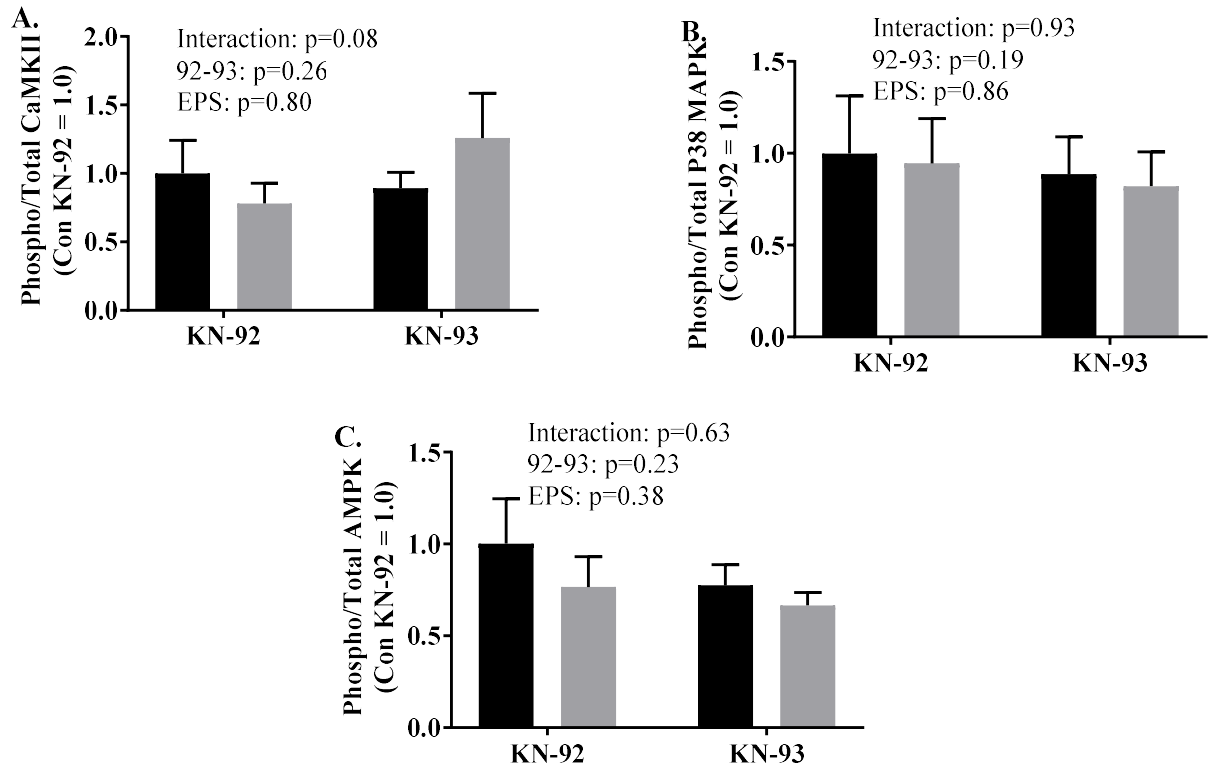 A.
Phospho/Total CaMKII
(Con KN-92 = 1.0)
Interaction: p=0.08
92-93: p=0.26
EPS: p=0.80
2.0
1.5
1.0
0.5
0.0
KN-92 KN-93
B.
Phospho/Total P38 MAPK
(Con KN-92 = 1.0)
Interaction: p=0.93
92-93: p=0.19
EPS: p=0.86
1.5
1.0
0.5
0.0
KN-92 KN-93
C.
Phospho/Total AMPK
(Con KN-92 = 1.0)
Interaction: p=0.63
92-93: p=0.23
EPS: p=0.38
1.5
1.0
0.5
0.0
KN-92 KN-93